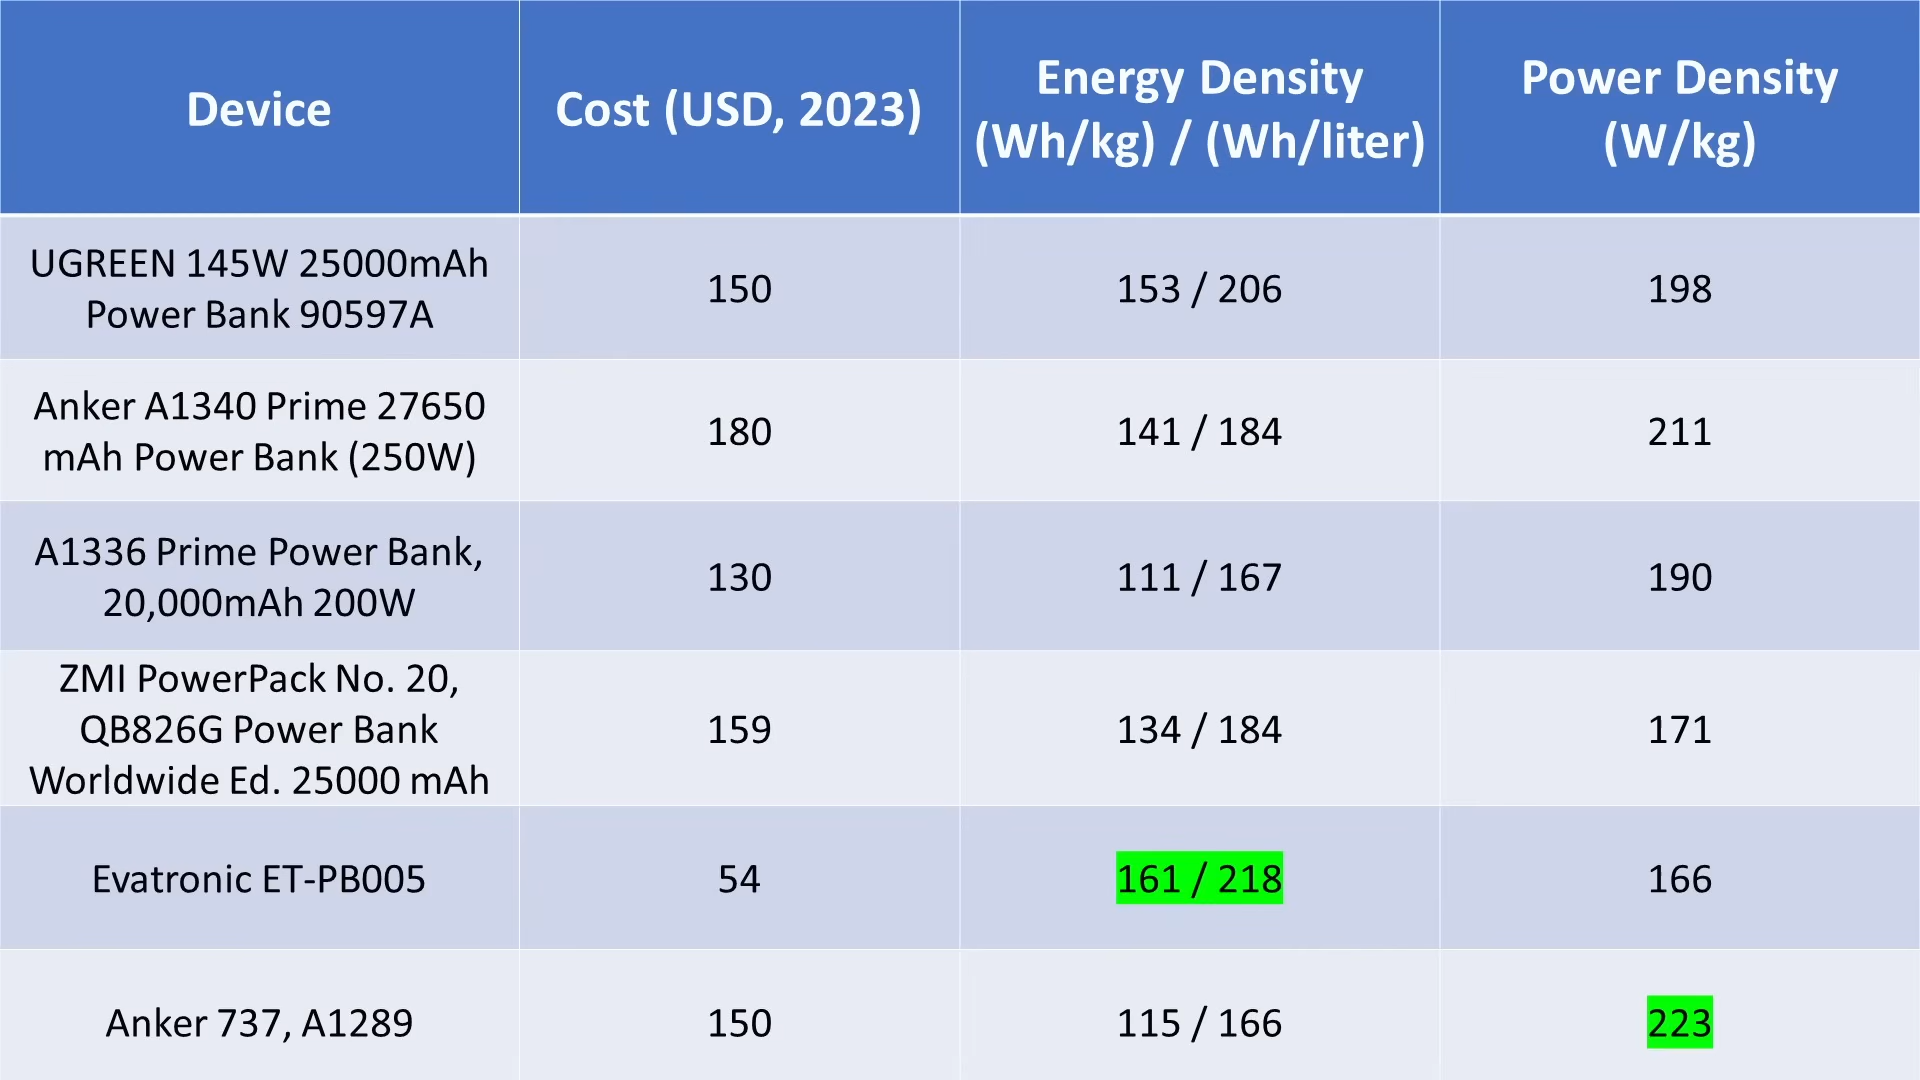 Device
Cost (USD, 2023)
Energy Density
(Wh/kg) / (Wh/liter)
Power Density
(W/kg)
UGREEN 145W 25000mAh
Power Bank 90597A
150
153 / 206
198
Anker A1340 Prime 27650
mAh Power Bank (250W)
180
141 / 184
211
A1336 Prime Power Bank,
20,000mAh 200W
130
111 / 167
190
ZMI PowerPack No. 20,
QB826G Power Bank
Worldwide Ed. 25000 mAh
159
134 / 184
171
Evatronic ET-PB005
54
161 / 218
166
Anker 737, A1289
150
115 / 166
223